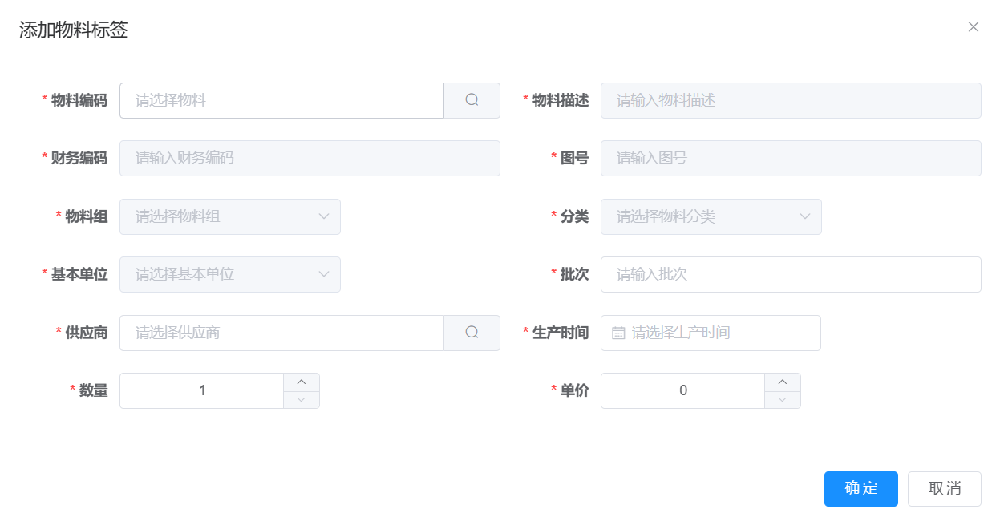 添加物料标签
* 物料编码 请选择物料 * 物料描述 请输入物料描述
* 财务编码 请输入财务编码 * 图号 请输入图号
* 物料组 请选择物料组 * 分类 请选择物料分类
* 基本单位 请选择基本单位 * 批次 请输入批次
* 供应商 请选择供应商 * 生产时间 请选择生产时间
* 数量 1 * 单价 0
确定 取消